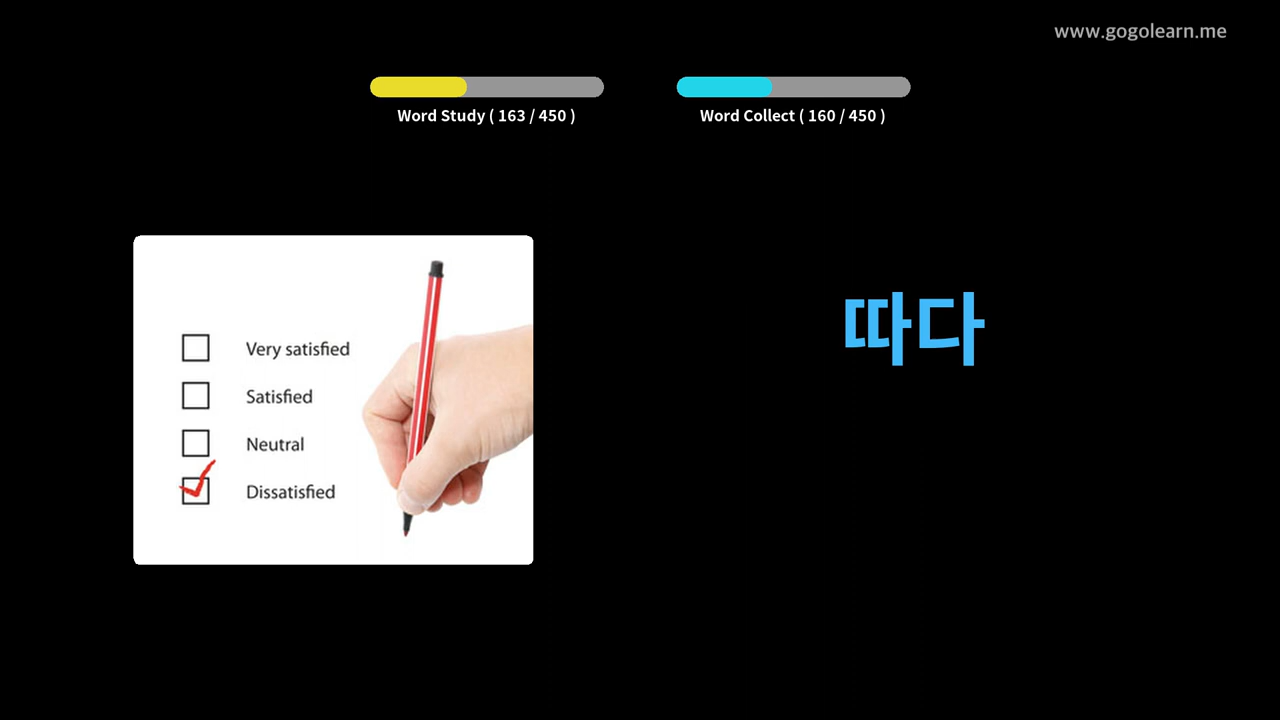 www.gogolearn.me
Word Study ( 163 / 450 )
Word Collect ( 160 / 450 )
Very satisfied
Satisfied
Neutral
Dissatisfied
따다